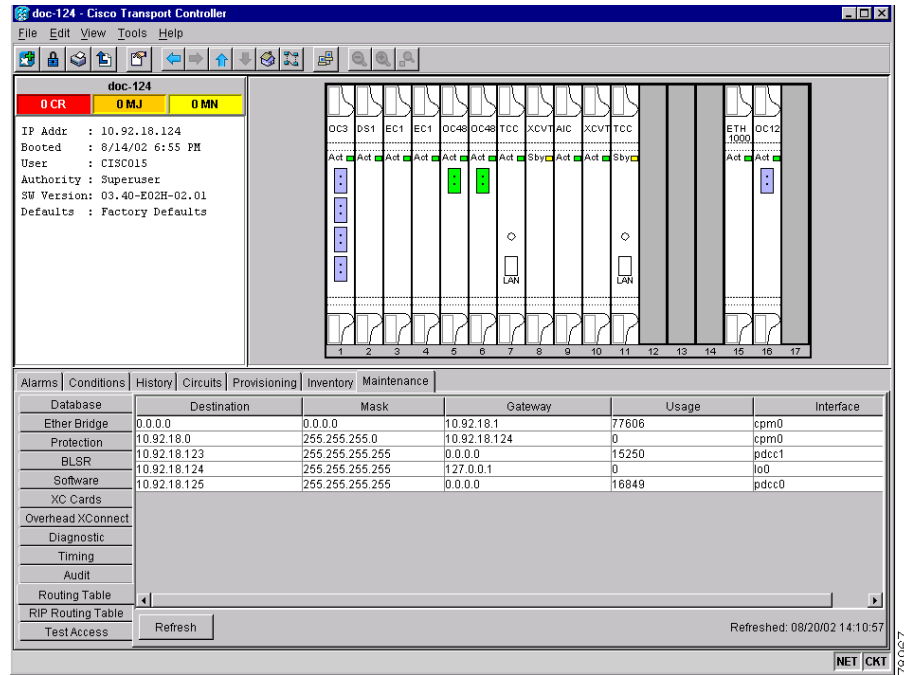 doc-124 - Cisco Transport Controller
File Edit View Tools Help
doc-124
0 CR 0 MJ 0 MN
IP Addr : 10.92.18.124
Booted : 8/14/02 6:55 PM
User : CISCO15
Authority : Superuser
SW Version: 03.40-E02H-02.01
Defaults : Factory Defaults
OC3 DS1 EC1 EC1 OC48 OC48 TCC XCVT AIC XCVT TCC ETH 1000 OC12
Act Act Act Act Act Act Act Sby Act Act Sby Act Act
LAN LAN
1 2 3 4 5 6 7 8 9 10 11 12 13 14 15 16 17
Alarms Conditions History Circuits Provisioning Inventory Maintenance
Database
Ether Bridge
Protection
BLSR
Software
XC Cards
Overhead XConnect
Diagnostic
Timing
Audit
Routing Table
RIP Routing Table
Test Access
Destination Mask Gateway Usage Interface
0.0.0.0 0.0.0.0 10.92.18.1 77606 cpm0
10.92.18.0 255.255.255.0 10.92.18.124 0 cpm0
10.92.18.123 255.255.255.255 0.0.0.0 15250 pdcc1
10.92.18.124 255.255.255.255 127.0.0.1 0 lo0
10.92.18.125 255.255.255.255 0.0.0.0 16849 pdcc0
Refresh
Refreshed: 08/20/02 14:10:57
NET CKT
78967